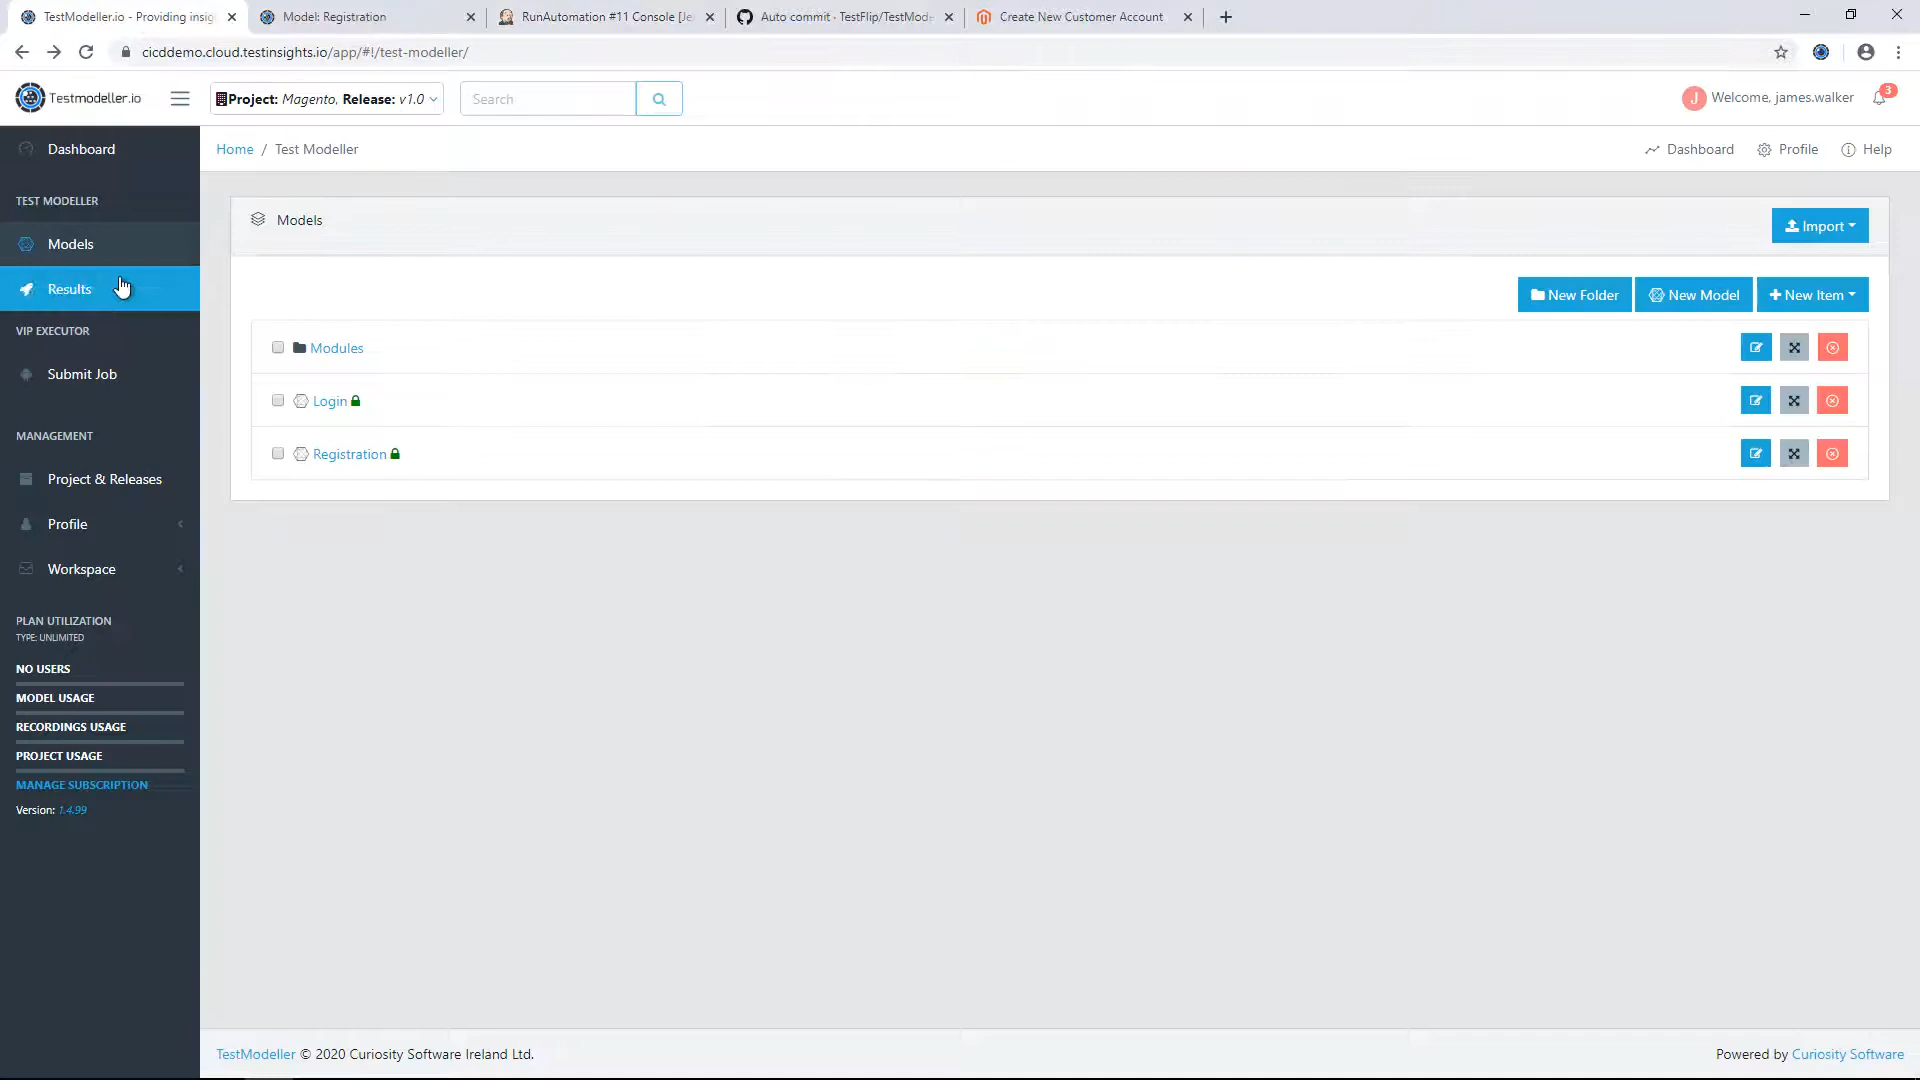 TestModeller.io - Providing insig
Model: Registration
RunAutomation #11 Console [Je
Auto commit · TestFlip/TestMode
Create New Customer Account
cicddemo.cloud.testinsights.io/app/#!/test-modeller/
Testmodeller.io
Project: Magento, Release: v1.0
Search
Welcome, james.walker
3
J
Dashboard
Home / Test Modeller
Dashboard
Profile
Help
TEST MODELLER
Models
Results
VIP EXECUTOR
Submit Job
MANAGEMENT
Project & Releases
Profile
Workspace
PLAN UTILIZATION
TYPE: UNLIMITED
NO USERS
MODEL USAGE
RECORDINGS USAGE
PROJECT USAGE
MANAGE SUBSCRIPTION
Version: 1.4.99
Models
Import
New Folder
New Model
New Item
Modules
Login
Registration
TestModeller © 2020 Curiosity Software Ireland Ltd.
Powered by Curiosity Software